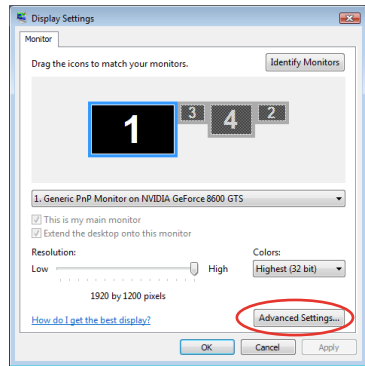 Display Settings
Monitor
Drag the icons to match your monitors.
Identify Monitors
1
3
4
2
1. Generic PnP Monitor on NVIDIA GeForce 8600 GTS
This is my main monitor
Extend the desktop onto this monitor
Resolution:
Colors:
Low
High
Highest (32 bit)
1920 by 1200 pixels
How do I get the best display?
Advanced Settings...
OK
Cancel
Apply